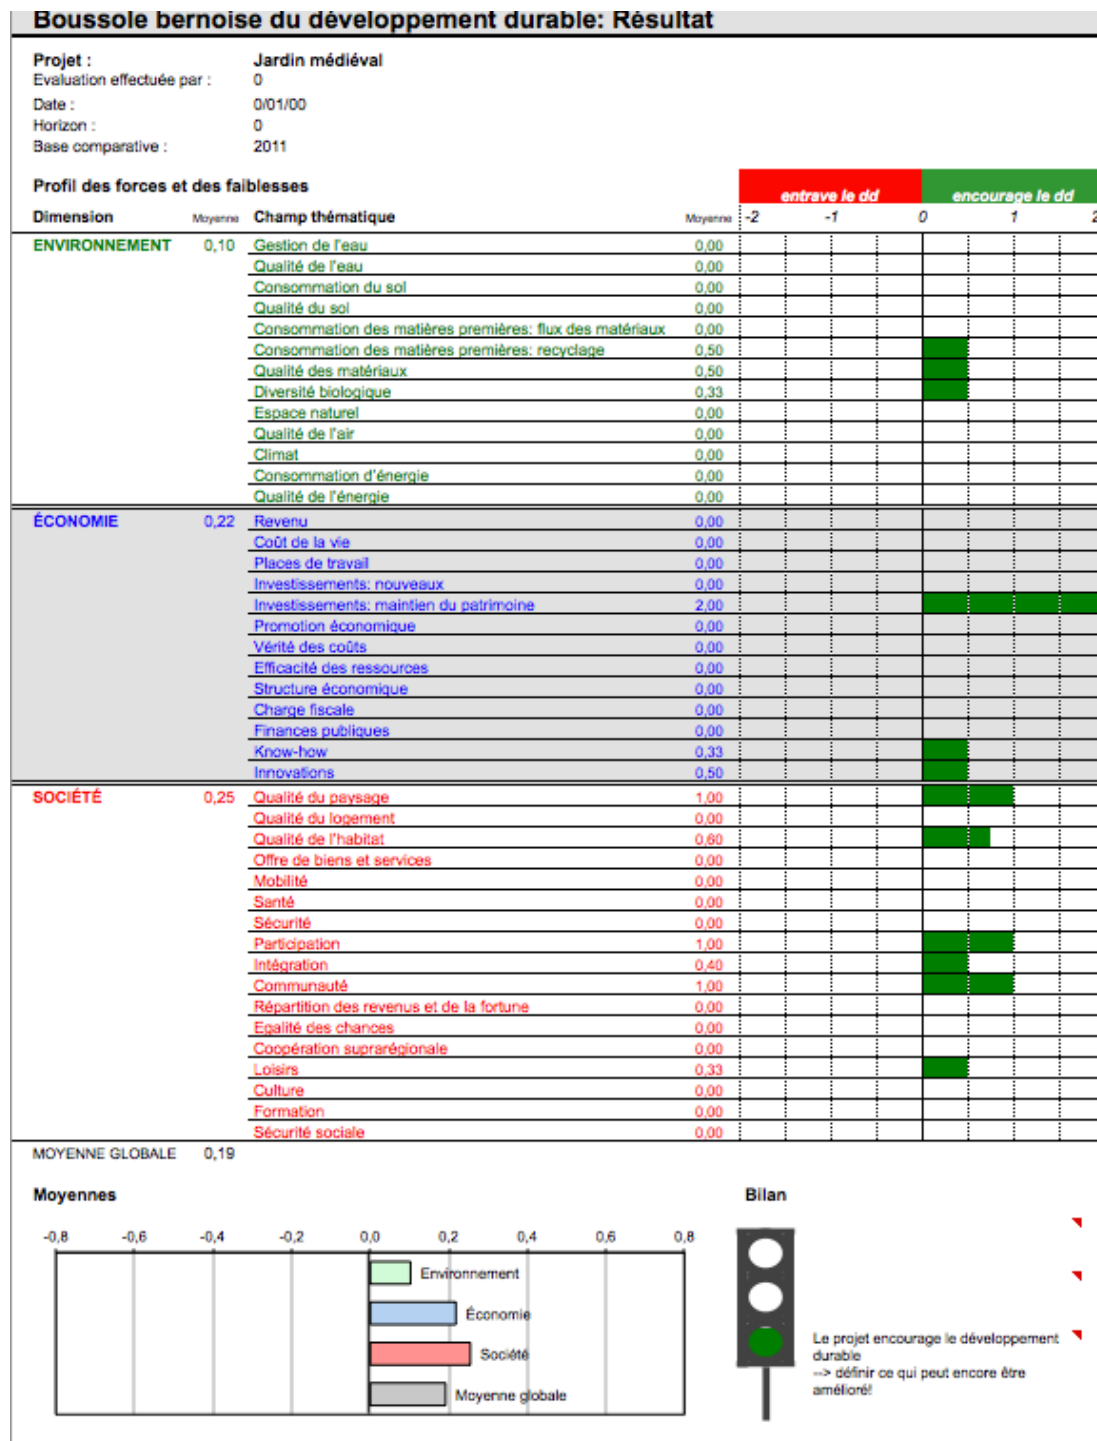 Boussole bernoise du développement durable: Résultat
Projet : Jardin médiéval
Evaluation effectuée par : 0
Date : 0/01/00
Horizon : 0
Base comparative : 2011
Profil des forces et des faiblesses
entrave le dd encourage le dd
Dimension Moyenne Champ thématique Moyenne -2 -1 0 1 2
ENVIRONNEMENT 0,10 Gestion de l'eau 0,00
Qualité de l'eau 0,00
Consommation du sol 0,00
Qualité du sol 0,00
Consommation des matières premières: flux des matériaux 0,00
Consommation des matières premières: recyclage 0,50
Qualité des matériaux 0,50
Diversité biologique 0,33
Espace naturel 0,00
Qualité de l'air 0,00
Climat 0,00
Consommation d'énergie 0,00
Qualité de l'énergie 0,00
ÉCONOMIE 0,22 Revenu 0,00
Coût de la vie 0,00
Places de travail 0,00
Investissements: nouveaux 0,00
Investissements: maintien du patrimoine 2,00
Promotion économique 0,00
Vérité des coûts 0,00
Efficacité des ressources 0,00
Structure économique 0,00
Charge fiscale 0,00
Finances publiques 0,00
Know-how 0,33
Innovations 0,50
SOCIÉTÉ 0,25 Qualité du paysage 1,00
Qualité du logement 0,00
Qualité de l'habitat 0,60
Offre de biens et services 0,00
Mobilité 0,00
Santé 0,00
Sécurité 0,00
Participation 1,00
Intégration 0,40
Communauté 1,00
Répartition des revenus et de la fortune 0,00
Egalité des chances 0,00
Coopération suprarégionale 0,00
Loisirs 0,33
Culture 0,00
Formation 0,00
Sécurité sociale 0,00
MOYENNE GLOBALE 0,19
Moyennes
-0,8 -0,6 -0,4 -0,2 0,0 0,2 0,4 0,6 0,8
Environnement
Économie
Société
Moyenne globale
Bilan
Le projet encourage le développement
durable
--> définir ce qui peut encore être
amélioré!